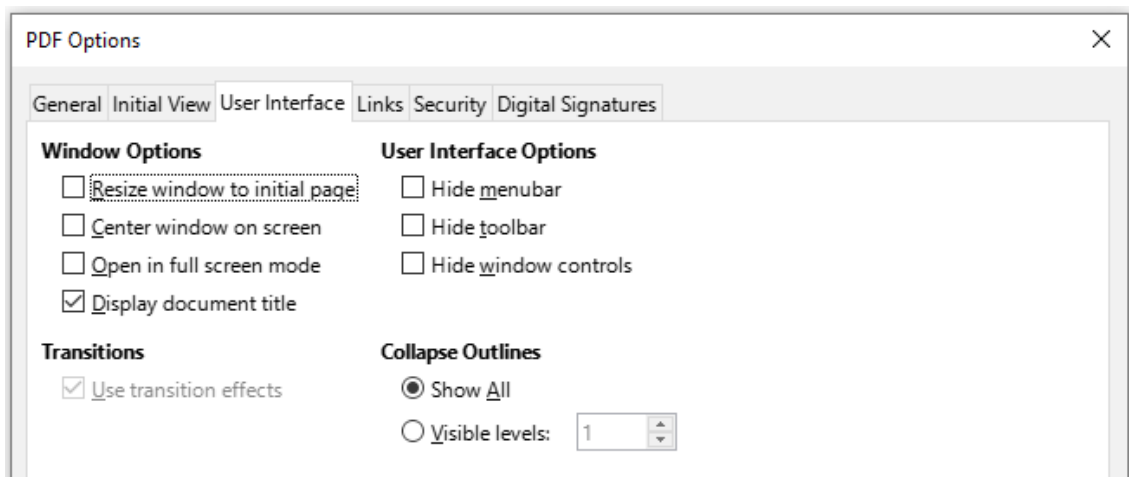 PDF Options
General Initial View User Interface Links Security Digital Signatures
Window Options
Resize window to initial page
Center window on screen
Open in full screen mode
Display document title
User Interface Options
Hide menubar
Hide toolbar
Hide window controls
Transitions
Use transition effects
Collapse Outlines
Show All
Visible levels: 1